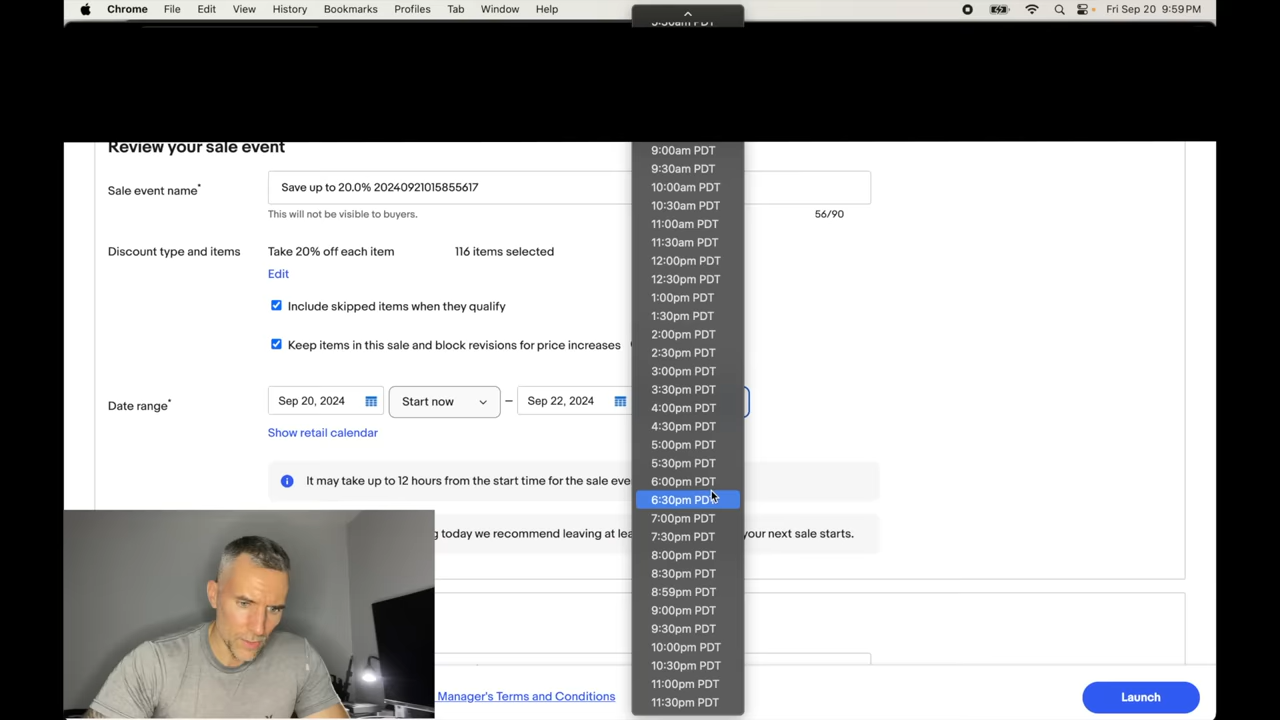 Chrome File Edit View History Bookmarks Profiles Tab Window Help Fri Sep 20 9:59 PM
Review your sale event
Sale event name* Save up to 20.0% 20240921015855617
This will not be visible to buyers. 56/90
Discount type and items Take 20% off each item 116 items selected
Edit
Include skipped items when they qualify
Keep items in this sale and block revisions for price increases
Date range* Sep 20, 2024 Start now – Sep 22, 2024
Show retail calendar
It may take up to 12 hours from the start time for the sale
today we recommend leaving at your next sale starts.
Manager's Terms and Conditions
Launch
9:00am PDT
9:30am PDT
10:00am PDT
10:30am PDT
11:00am PDT
11:30am PDT
12:00pm PDT
12:30pm PDT
1:00pm PDT
1:30pm PDT
2:00pm PDT
2:30pm PDT
3:00pm PDT
3:30pm PDT
4:00pm PDT
4:30pm PDT
5:00pm PDT
5:30pm PDT
6:00pm PDT
6:30pm PDT
7:00pm PDT
7:30pm PDT
8:00pm PDT
8:30pm PDT
8:59pm PDT
9:00pm PDT
9:30pm PDT
10:00pm PDT
10:30pm PDT
11:00pm PDT
11:30pm PDT